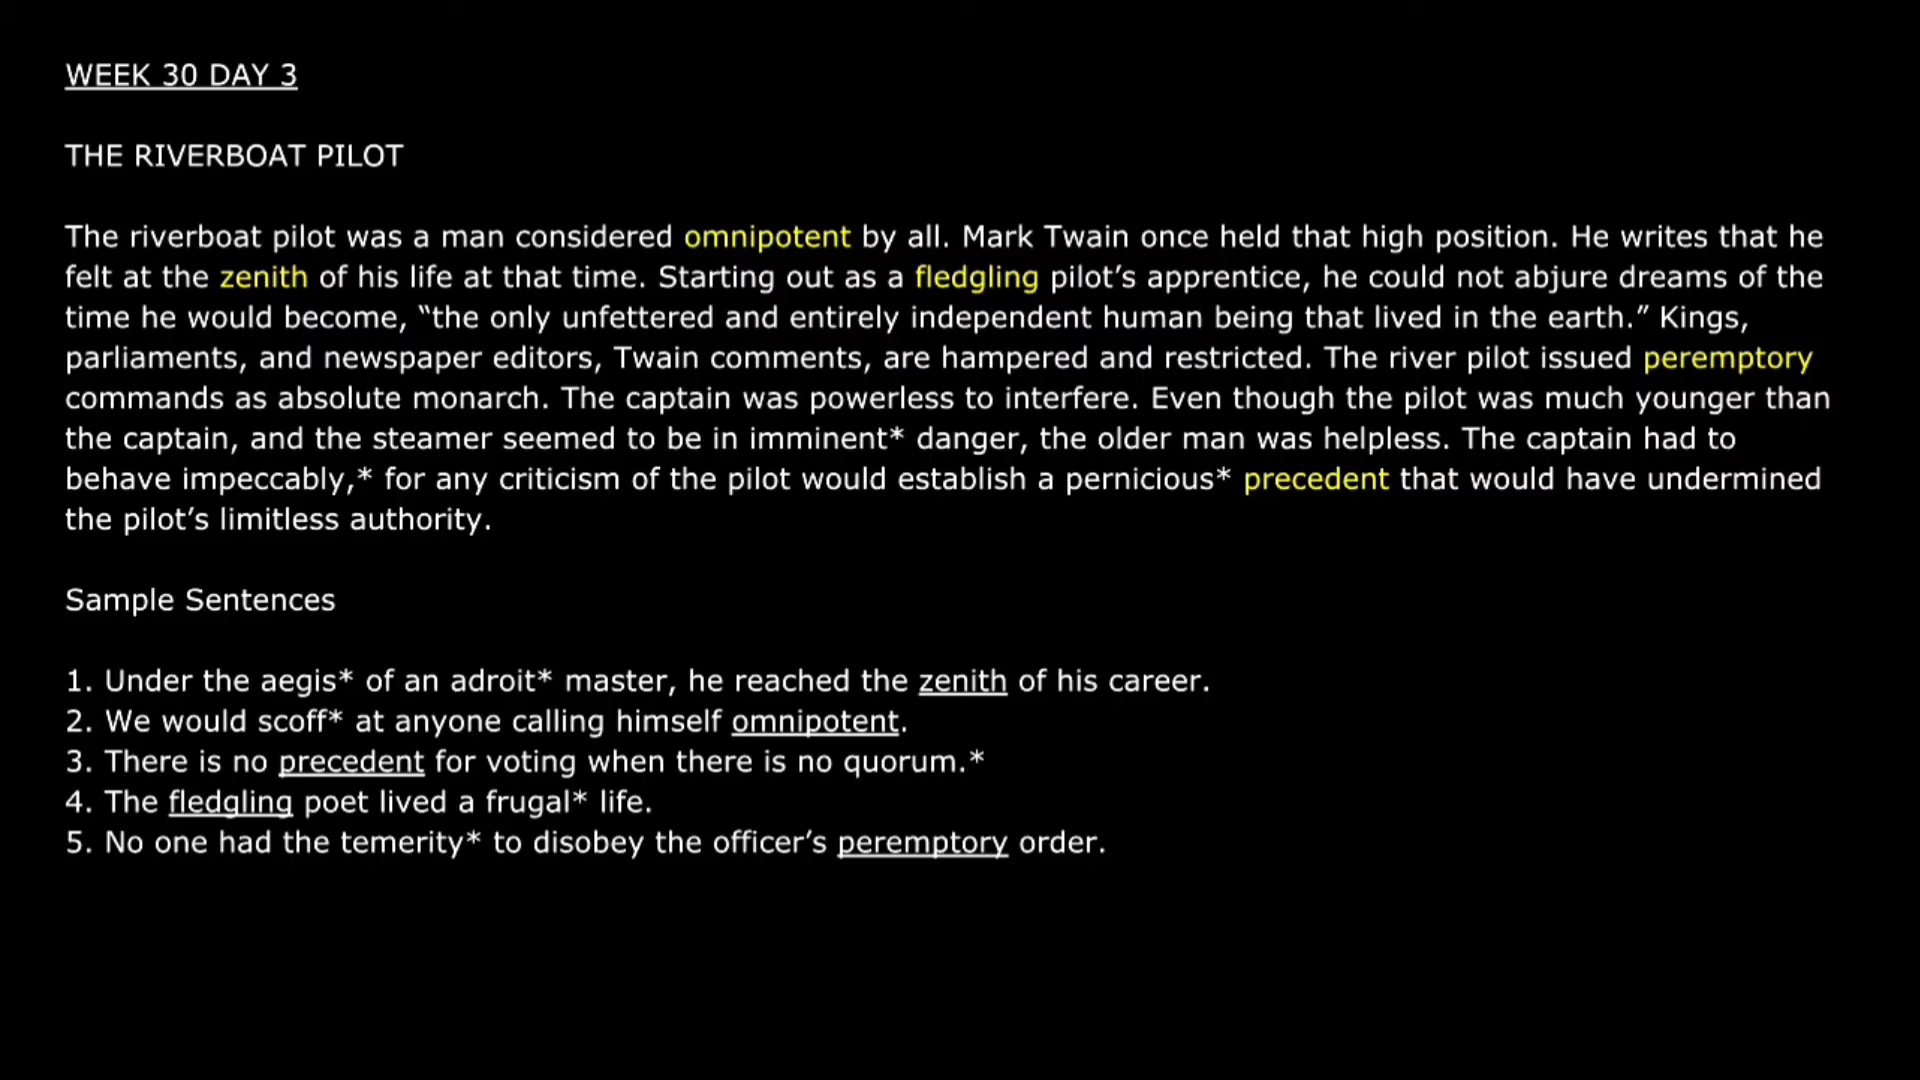 WEEK 30 DAY 3
THE RIVERBOAT PILOT
The riverboat pilot was a man considered omnipotent by all. Mark Twain once held that high position. He writes that he
felt at the zenith of his life at that time. Starting out as a fledgling pilot’s apprentice, he could not abjure dreams of the
time he would become, “the only unfettered and entirely independent human being that lived in the earth.” Kings,
parliaments, and newspaper editors, Twain comments, are hampered and restricted. The river pilot issued peremptory
commands as absolute monarch. The captain was powerless to interfere. Even though the pilot was much younger than
the captain, and the steamer seemed to be in imminent* danger, the older man was helpless. The captain had to
behave impeccably,* for any criticism of the pilot would establish a pernicious* precedent that would have undermined
the pilot’s limitless authority.
Sample Sentences
1. Under the aegis* of an adroit* master, he reached the zenith of his career.
2. We would scoff* at anyone calling himself omnipotent.
3. There is no precedent for voting when there is no quorum.*
4. The fledgling poet lived a frugal* life.
5. No one had the temerity* to disobey the officer’s peremptory order.